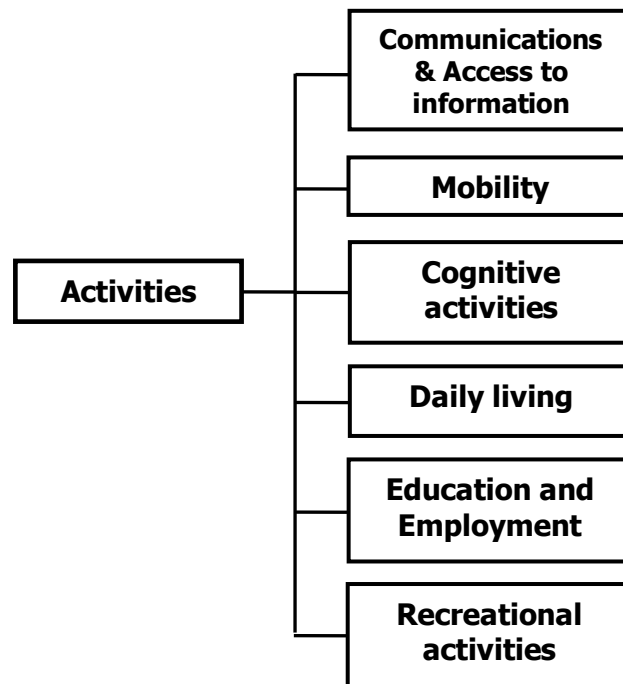 Communications
& Access to
information
Mobility
Cognitive
activities
Activities
Daily living
Education and
Employment
Recreational
activities